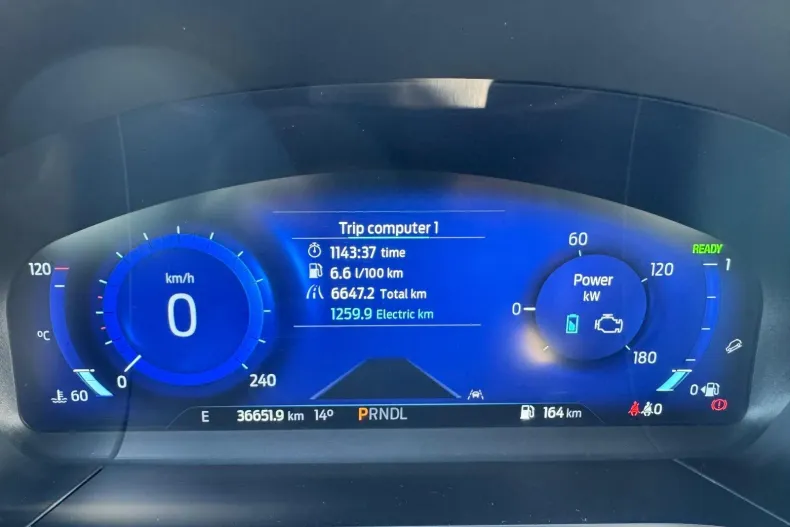 Trip computer 1
1143:37 time
6.6 l/100 km
6647.2 Total km
1259.9 Electric km
120
°C
60
km/h
0
0
240
60
120
0
180
Power
kW
READY
1
0
E 36651.9 km 14° PRNDL 164 km
0